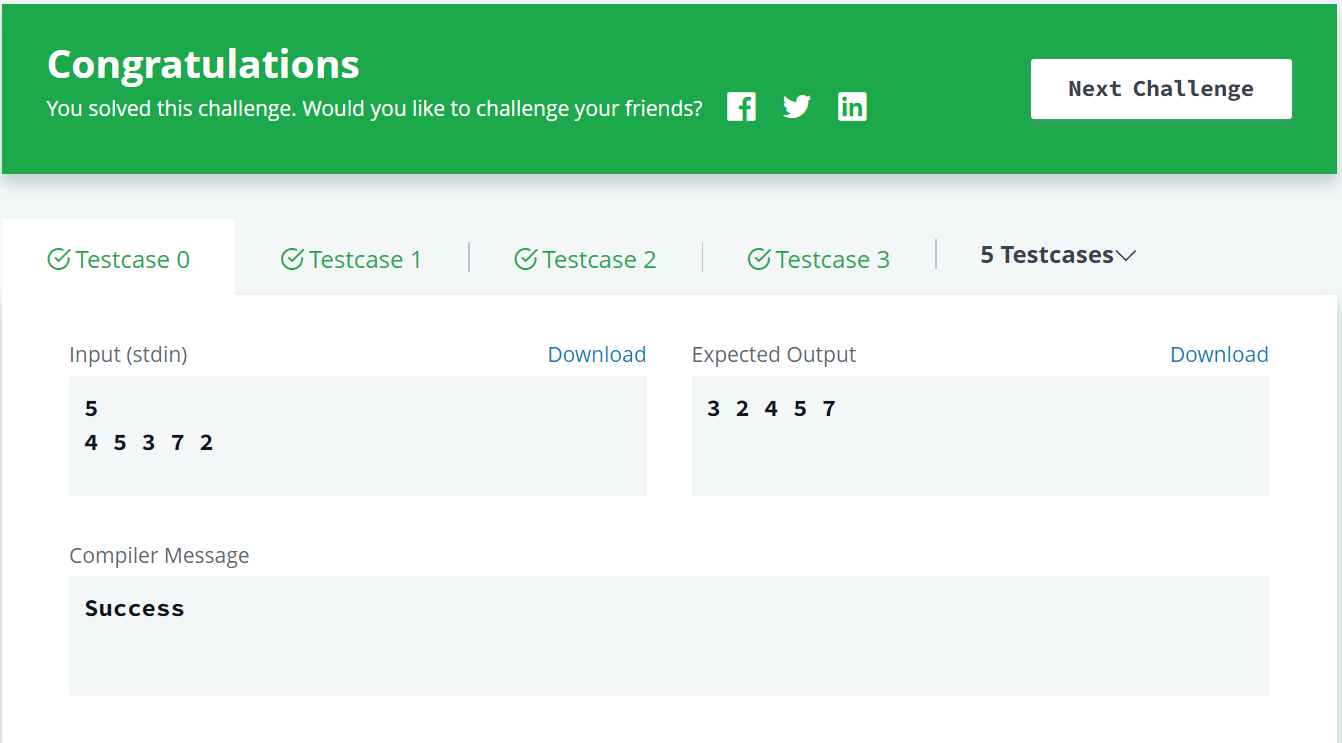 Congratulations
You solved this challenge. Would you like to challenge your friends?
Next Challenge
Testcase 0
Testcase 1
Testcase 2
Testcase 3
5 Testcases
Input (stdin)
Download
5
4 5 3 7 2
Expected Output
Download
3 2 4 5 7
Compiler Message
Success